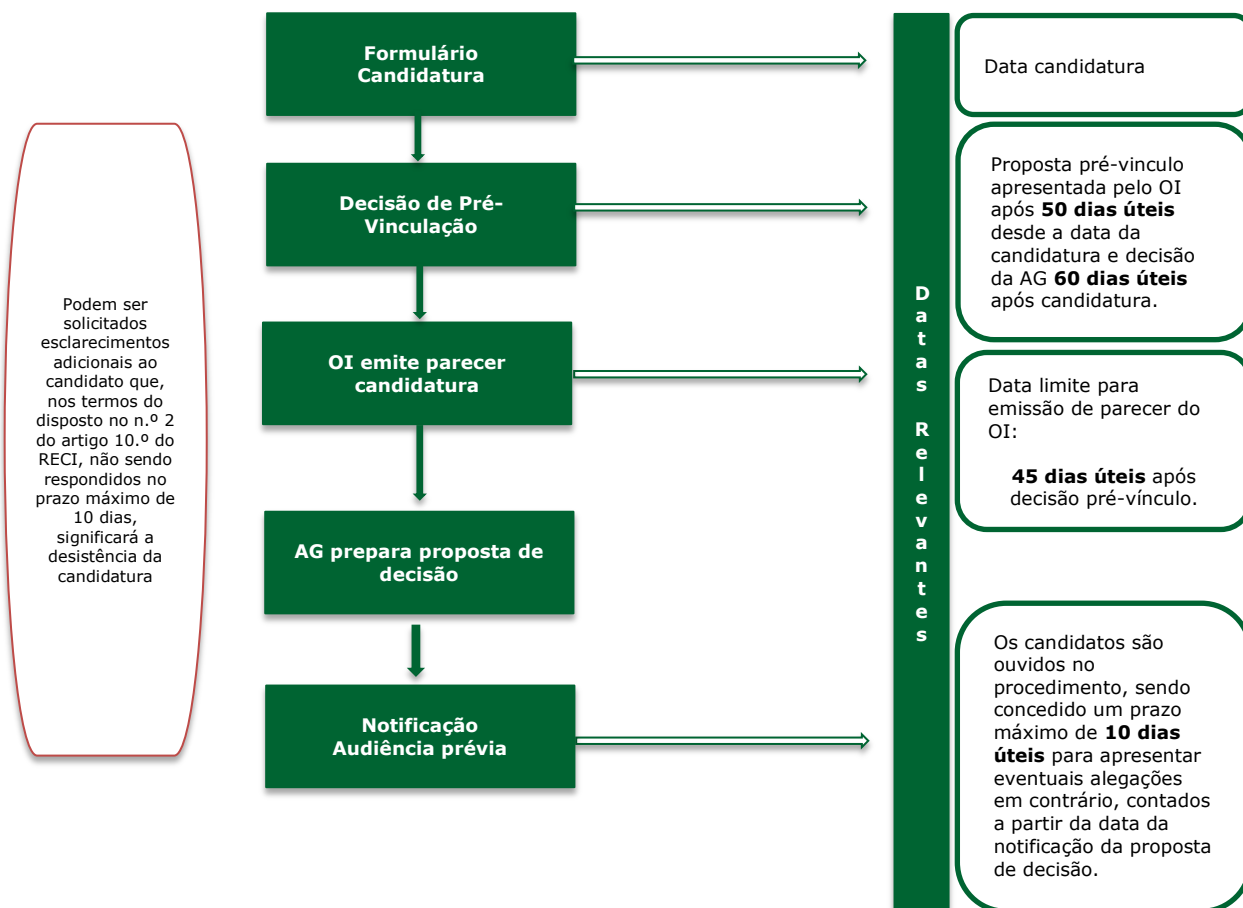 Formulário
Candidatura
Data candidatura
Podem ser
solicitados
esclarecimentos
adicionais ao
candidato que,
nos termos do
disposto no n.º 2
do artigo 10.º do
RECI, não sendo
respondidos no
prazo máximo de
10 dias,
significará a
desistência da
candidatura
Decisão de Pré-
Vinculação
Proposta pré-vinculo
apresentada pelo OI
após 50 dias úteis
desde a data da
candidatura e decisão
da AG 60 dias úteis
após candidatura.
OI emite parecer
candidatura
Data limite para
emissão de parecer do
OI:
45 dias úteis após
decisão pré-vínculo.
AG prepara proposta de
decisão
Notificação
Audiência prévia
Os candidatos são
ouvidos no
procedimento, sendo
concedido um prazo
máximo de 10 dias
úteis para apresentar
eventuais alegações
em contrário, contados
a partir da data da
notificação da proposta
de decisão.
D
a
t
a
s
R
e
l
e
v
a
n
t
e
s